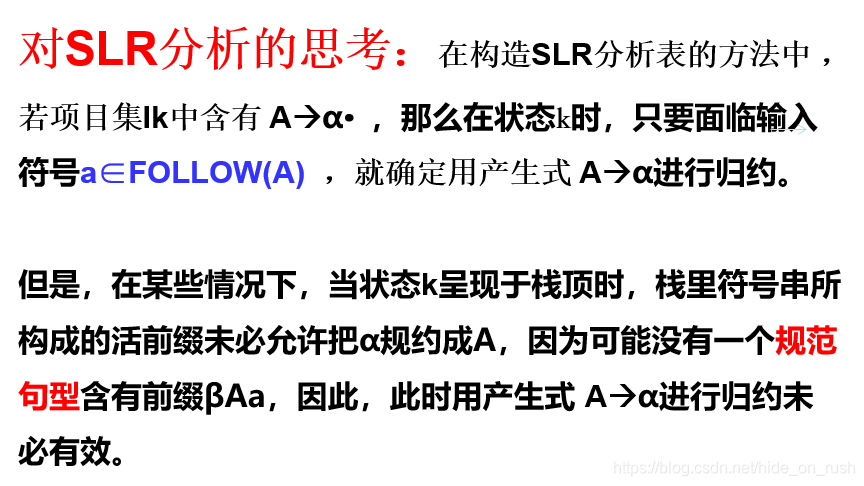 对SLR分析的思考：在构造SLR分析表的方法中，
若项目集Ik中含有 A→α• ，那么在状态k时，只要面临输入
符号a∈FOLLOW(A) ，就确定用产生式 A→α进行归约。
但是，在某些情况下，当状态k呈现于栈顶时，栈里符号串所
构成的活前缀未必允许把α规约成A，因为可能没有一个规范
句型含有前缀βAa，因此，此时用产生式 A→α进行归约未
必有效。
https://blog.csdn.net/hide_on_rush